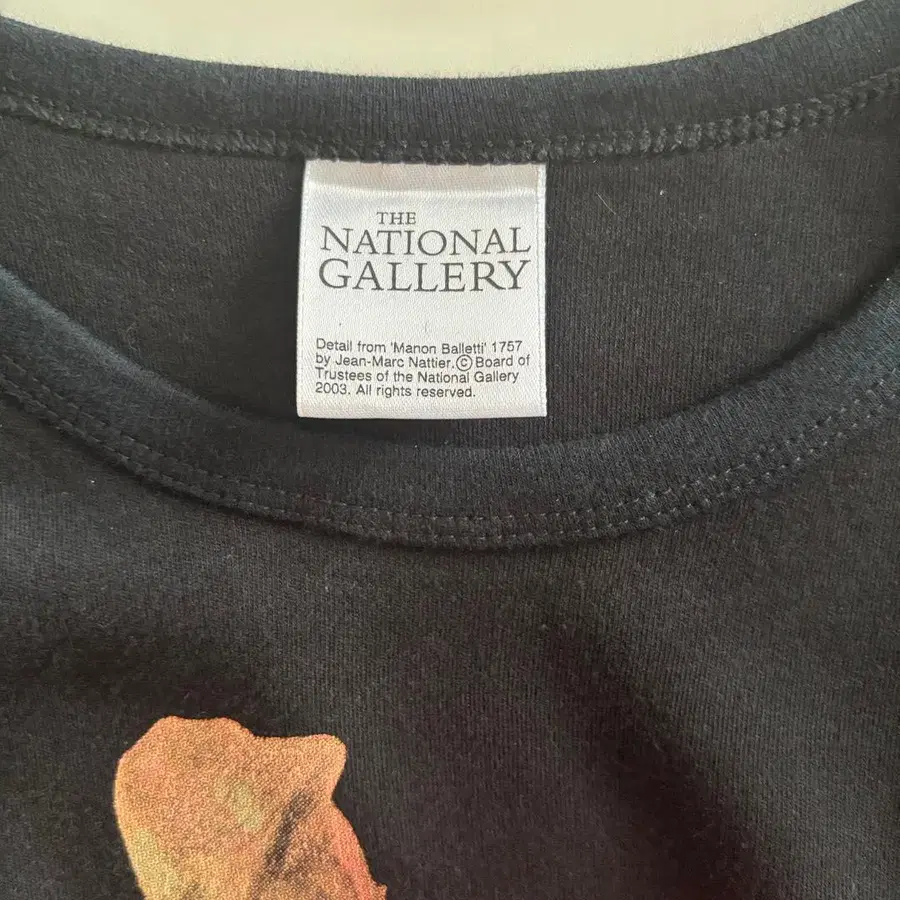 THE
NATIONAL
GALLERY
Detail from 'Manon Balletti' 1757
by Jean-Marc Nattier.©Board of
Trustees of the National Gallery
2003. All rights reserved.